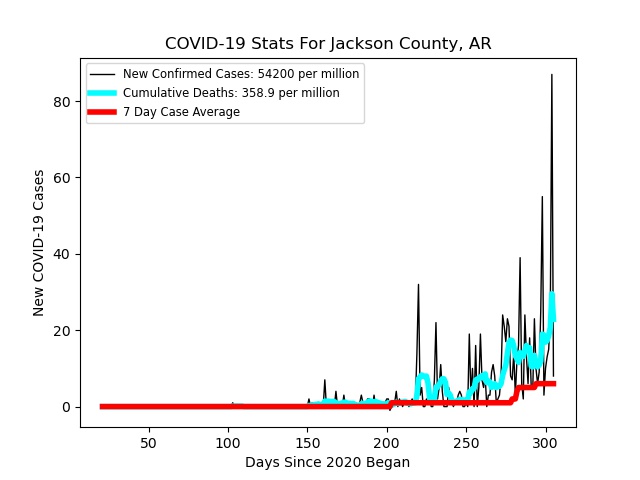 COVID-19 Stats For Jackson County, AR
New Confirmed Cases: 54200 per million
Cumulative Deaths: 358.9 per million
7 Day Case Average
New COVID-19 Cases
80
60
40
20
0
50 100 150 200 250 300
Days Since 2020 Began